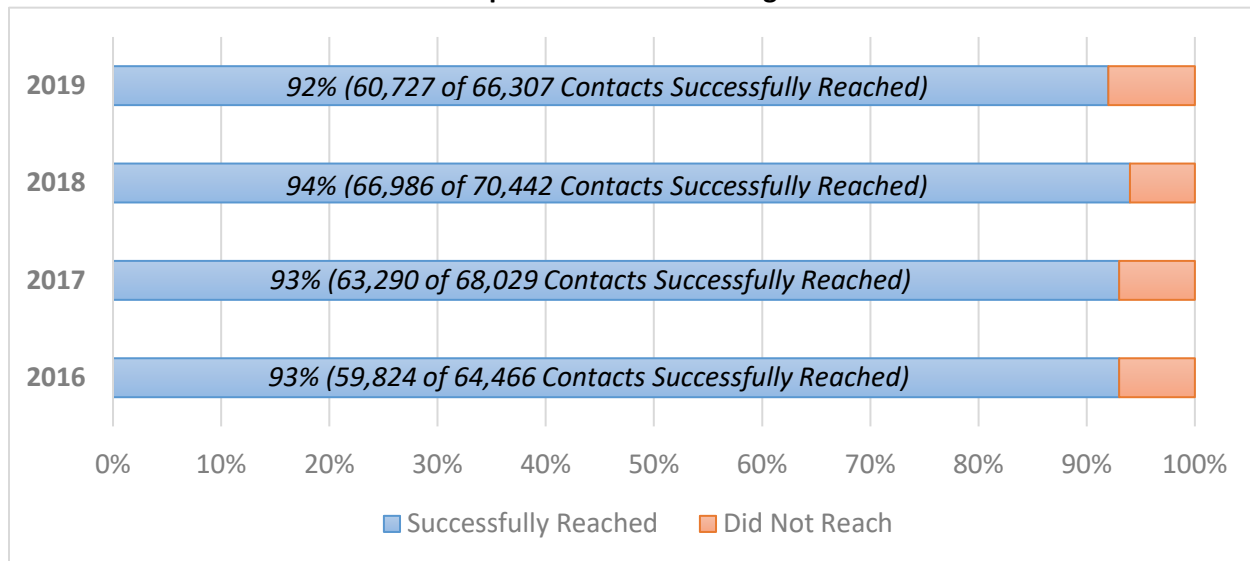 2019
92% (60,727 of 66,307 Contacts Successfully Reached)
2018
94% (66,986 of 70,442 Contacts Successfully Reached)
2017
93% (63,290 of 68,029 Contacts Successfully Reached)
2016
93% (59,824 of 64,466 Contacts Successfully Reached)
0% 10% 20% 30% 40% 50% 60% 70% 80% 90% 100%
Successfully Reached Did Not Reach